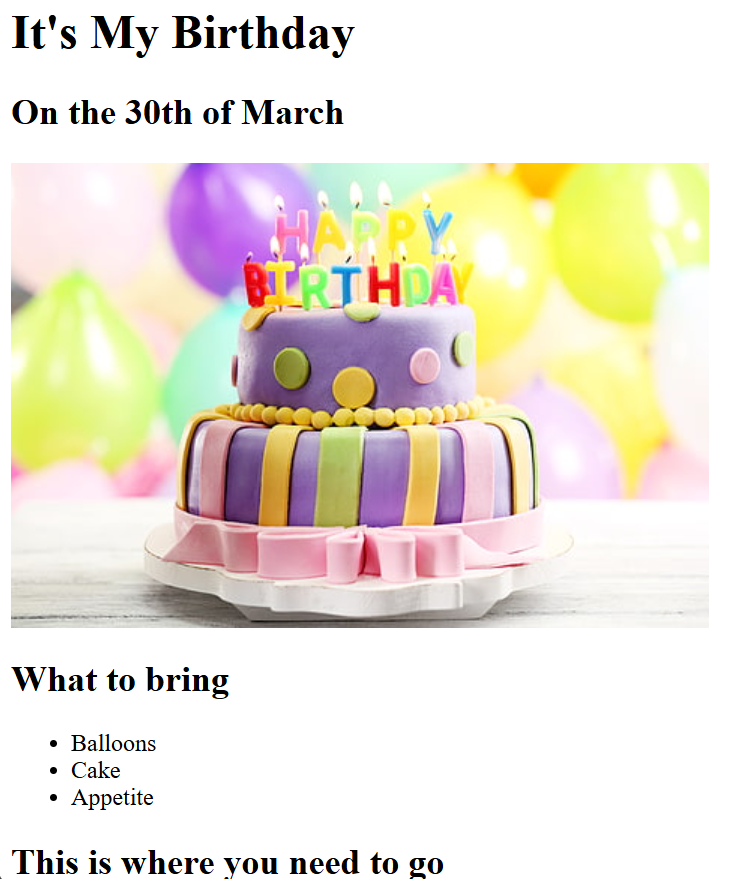 It's My Birthday
On the 30th of March
HAPPY
BIRTHDAY
What to bring
Balloons
Cake
Appetite
This is where you need to go